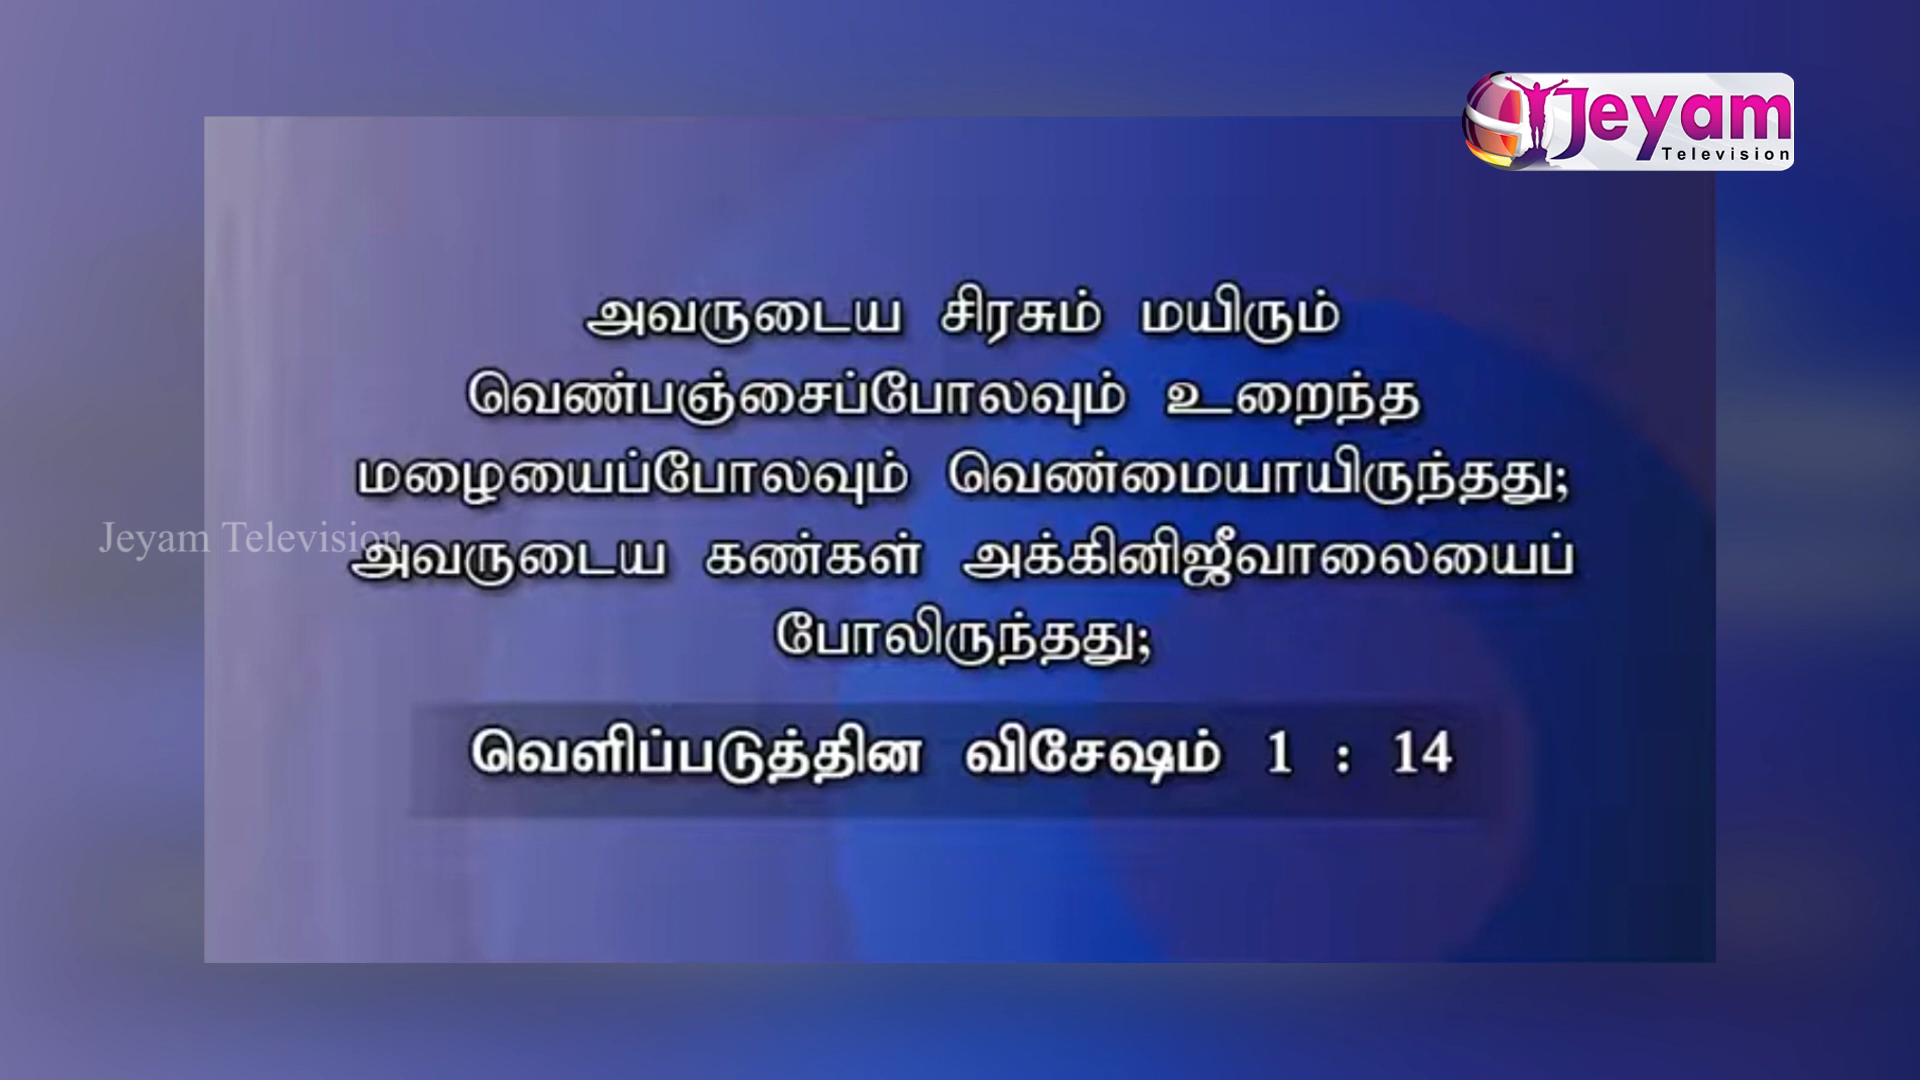 Jeyam
Television
அவருடைய சிரசும் மயிரும்
வெண்பஞ்சைப்போலவும் உறைந்த
மழையைப்போலவும் வெண்மையாயிருந்தது;
Jeyam Television
அவருடைய கண்கள் அக்கினிஜீவாலையைப்
போலிருந்தது;
வெளிப்படுத்தின விசேஷம் 1 : 14